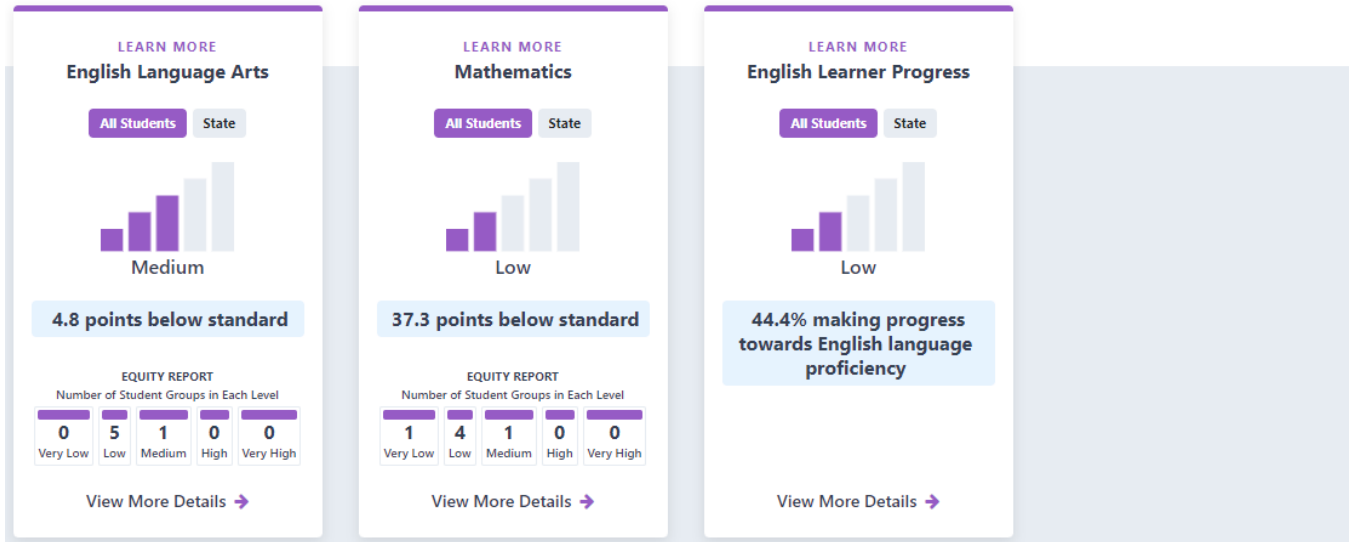 LEARN MORE
English Language Arts
All Students State
Medium
4.8 points below standard
EQUITY REPORT
Number of Student Groups in Each Level
0 5 1 0 0
Very Low Low Medium High Very High
View More Details
LEARN MORE
Mathematics
All Students State
Low
37.3 points below standard
EQUITY REPORT
Number of Student Groups in Each Level
1 4 1 0 0
Very Low Low Medium High Very High
View More Details
LEARN MORE
English Learner Progress
All Students State
Low
44.4% making progress
towards English language
proficiency
View More Details